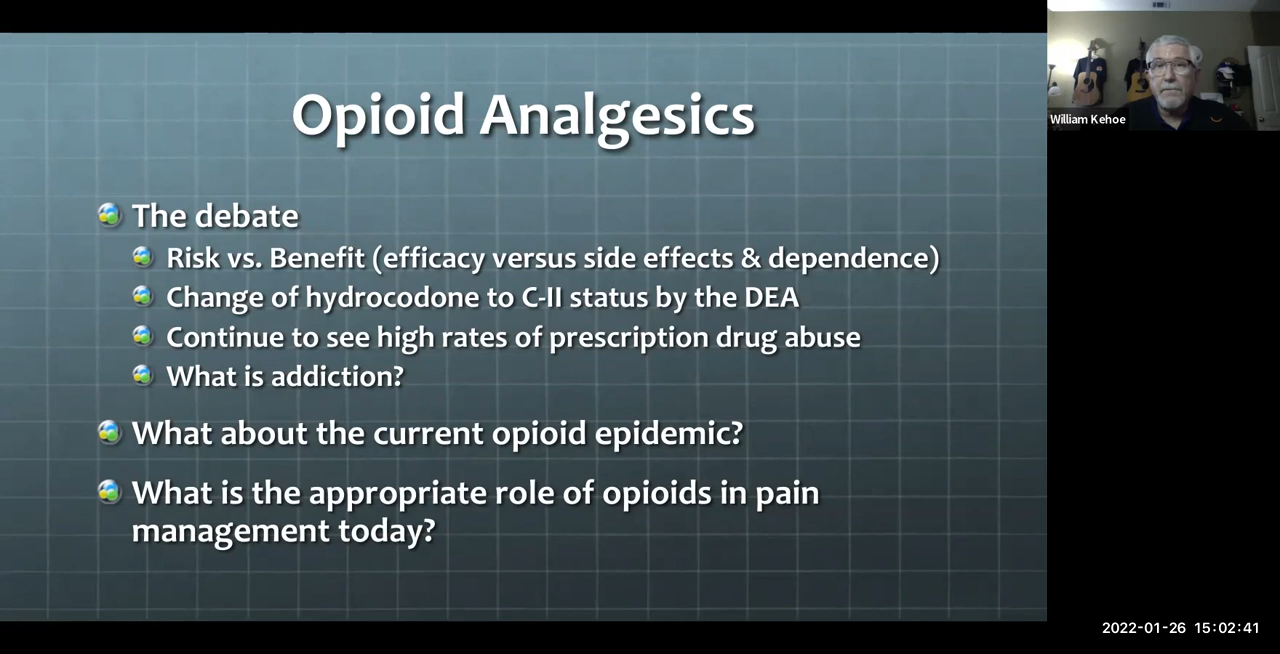 Opioid Analgesics
The debate
Risk vs. Benefit (efficacy versus side effects & dependence)
Change of hydrocodone to C-II status by the DEA
Continue to see high rates of prescription drug abuse
What is addiction?
What about the current opioid epidemic?
What is the appropriate role of opioids in pain
management today?
William Kehoe
2022-01-26 15:02:41